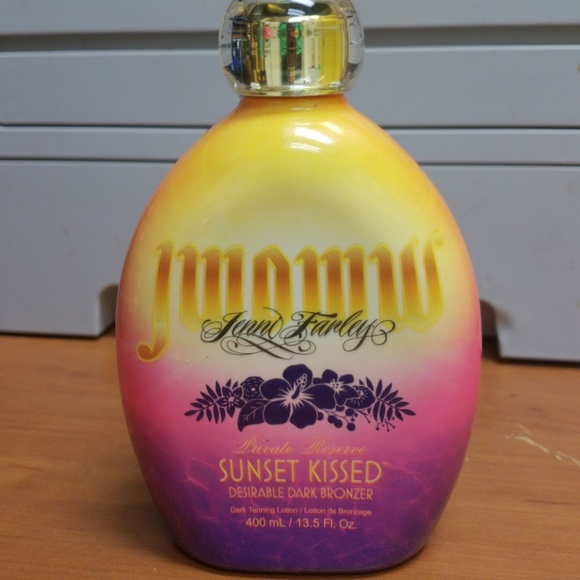 JWOWW
Jenni Farley
Private Reserve
SUNSET KISSED™
DESIRABLE DARK BRONZER
Dark Tanning Lotion / Lotion de Bronzage
400 mL / 13.5 Fl. Oz.